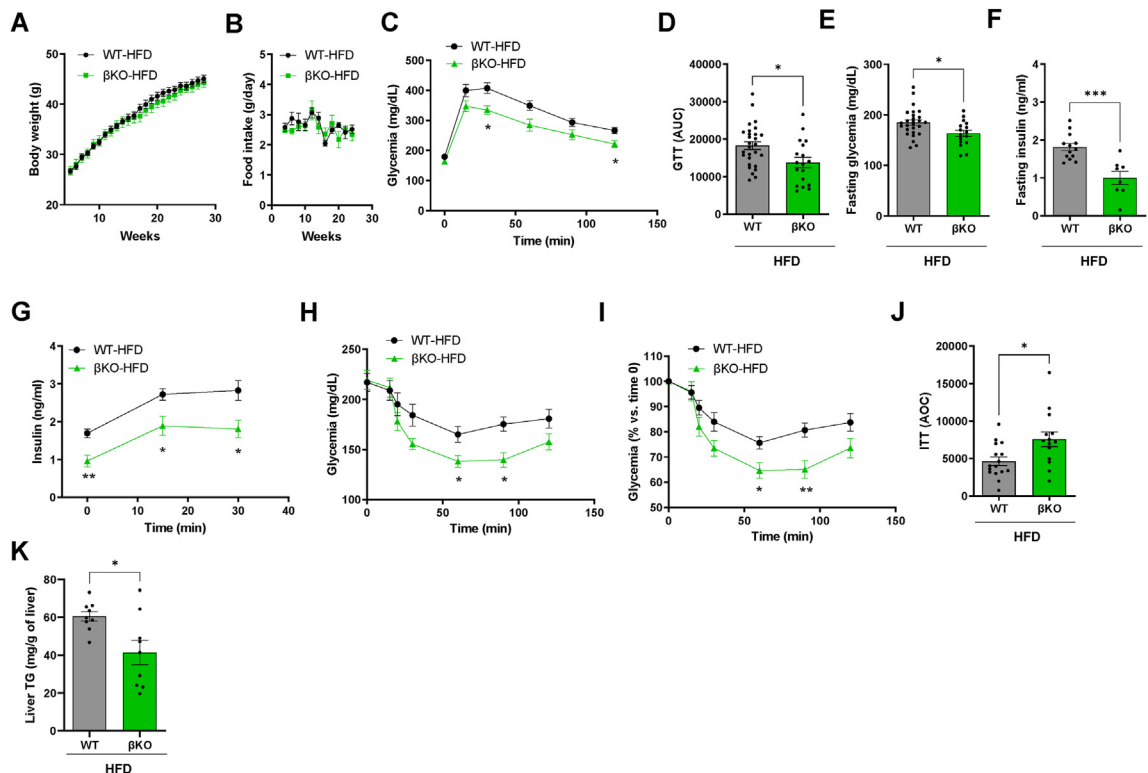 A
WT-HFD
βKO-HFD
Body weight (g)
60
50
40
30
20
0
10
20
30
Weeks
B
WT-HFD
βKO-HFD
Food intake (g/day)
6
5
4
3
2
1
0
0
10
20
30
Weeks
C
WT-HFD
βKO-HFD
Glycemia (mg/dL)
600
500
400
300
200
100
0
*
*
0
50
100
150
Time (min)
D
GTT (AUC)
40000
30000
20000
10000
0
*
WT
βKO
HFD
E
Fasting glycemia (mg/dL)
300
200
100
0
*
WT
βKO
HFD
F
Fasting insulin (ng/ml)
4
3
2
1
0
***
WT
βKO
HFD
G
WT-HFD
βKO-HFD
Insulin (ng/ml)
4
3
2
1
0
**
*
*
0
10
20
30
40
Time (min)
H
WT-HFD
βKO-HFD
Glycemia (mg/dL)
250
200
150
100
*
*
0
50
100
150
Time (min)
I
WT-HFD
βKO-HFD
Glycemia (% vs. time 0)
110
100
90
80
70
60
50
*
**
0
50
100
150
Time (min)
J
ITT (AOC)
20000
15000
10000
5000
0
*
WT
βKO
HFD
K
Liver TG (mg/g of liver)
80
60
40
20
0
*
WT
βKO
HFD